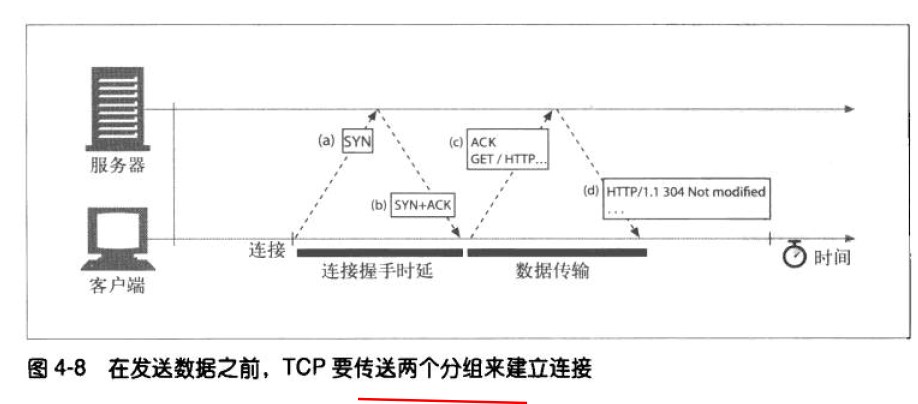 (a) SYN
(c) ACK
GET / HTTP...
服务器
(b) SYN+ACK
(d) HTTP/1.1 304 Not modified
...
连接
连接握手时延
数据传输
时间
客户端
图 4-8 在发送数据之前，TCP 要传送两个分组来建立连接